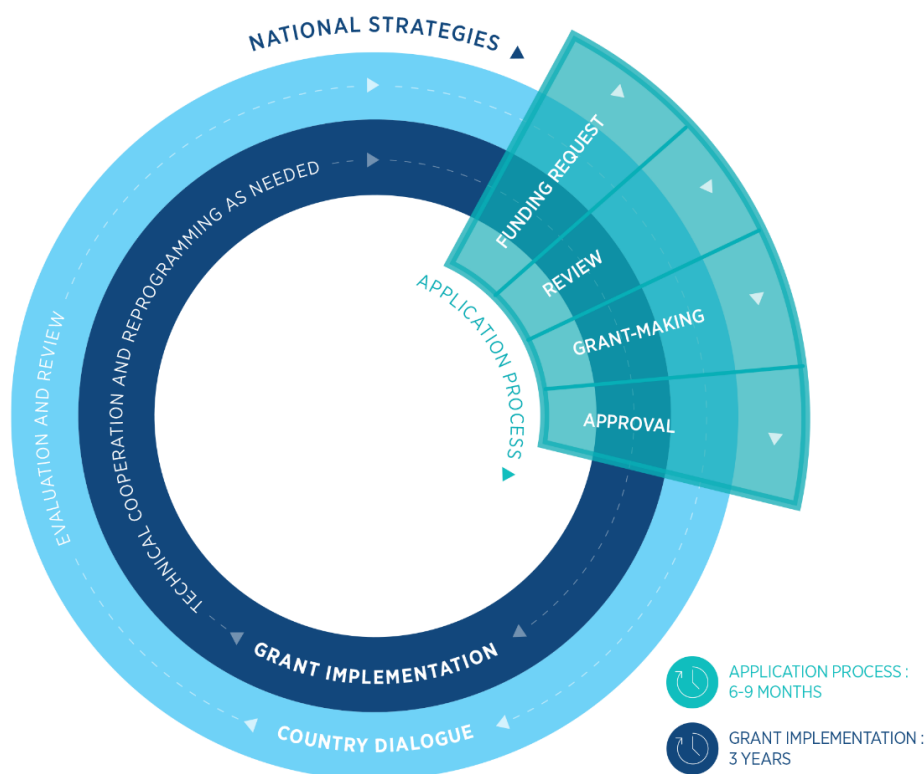 NATIONAL STRATEGIES
FUNDING REQUEST
REVIEW
GRANT-MAKING
APPROVAL
APPLICATION PROCESS
TECHNICAL COOPERATION AND REPROGRAMMING AS NEEDED
EVALUATION AND REVIEW
GRANT IMPLEMENTATION
COUNTRY DIALOGUE
APPLICATION PROCESS :
6-9 MONTHS
GRANT IMPLEMENTATION :
3 YEARS